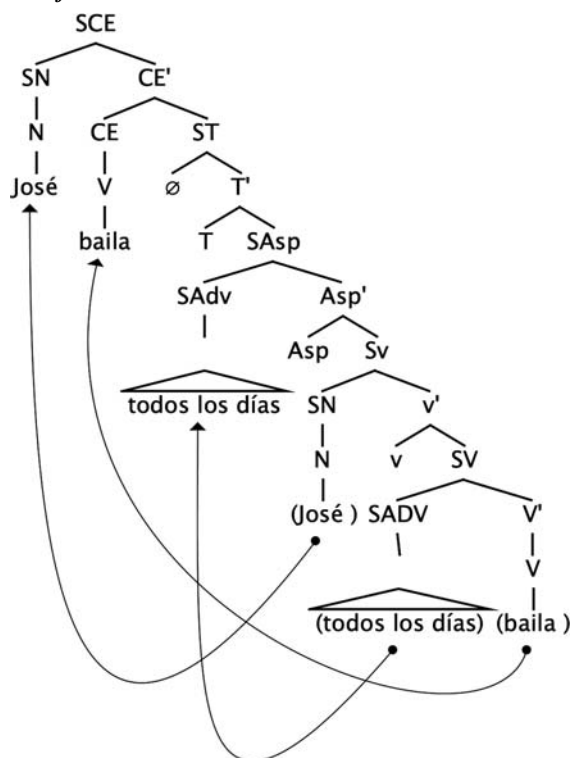 SCE
SN CE'
N CE ST
José V ∅ T'
baila T SAsp
SAdv Asp'
Asp Sv
todos los días SN v'
N v SV
(José ) SADV V'
V
(todos los días) (baila )